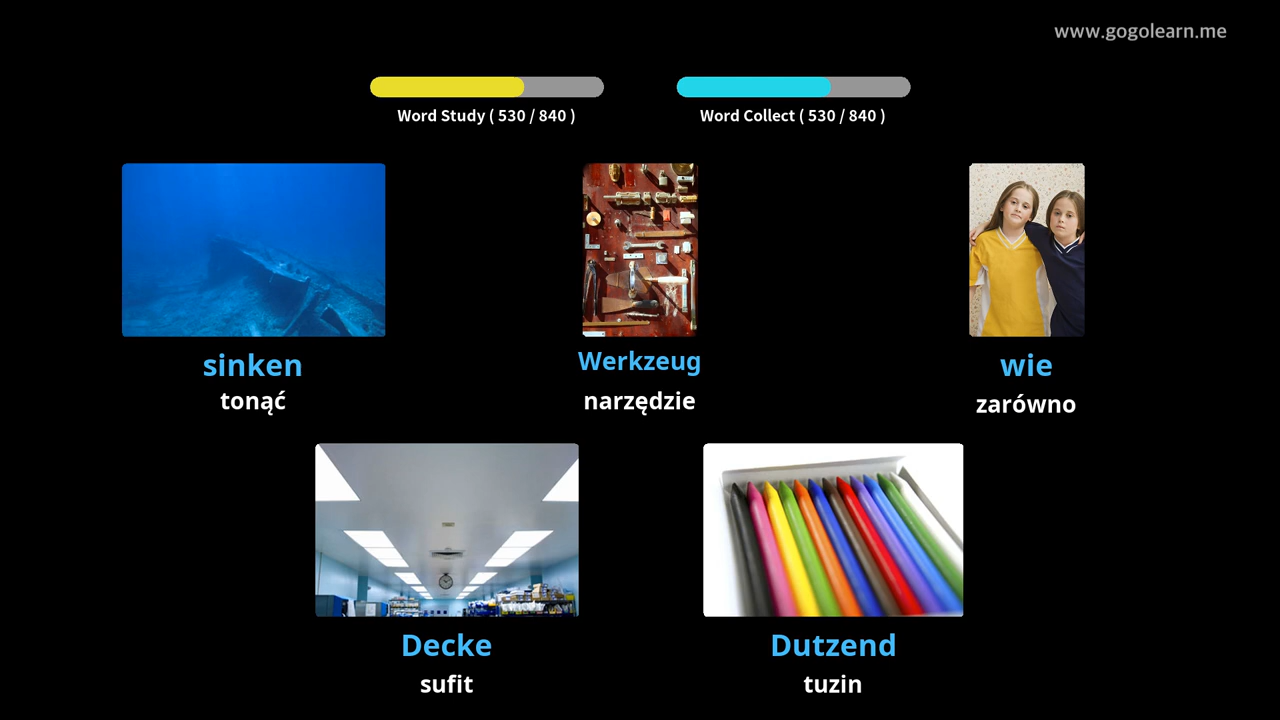 www.gogolearn.me
Word Study ( 530 / 840 )
Word Collect ( 530 / 840 )
sinken
tonąć
Werkzeug
narzędzie
wie
zarówno
Decke
sufit
Dutzend
tuzin